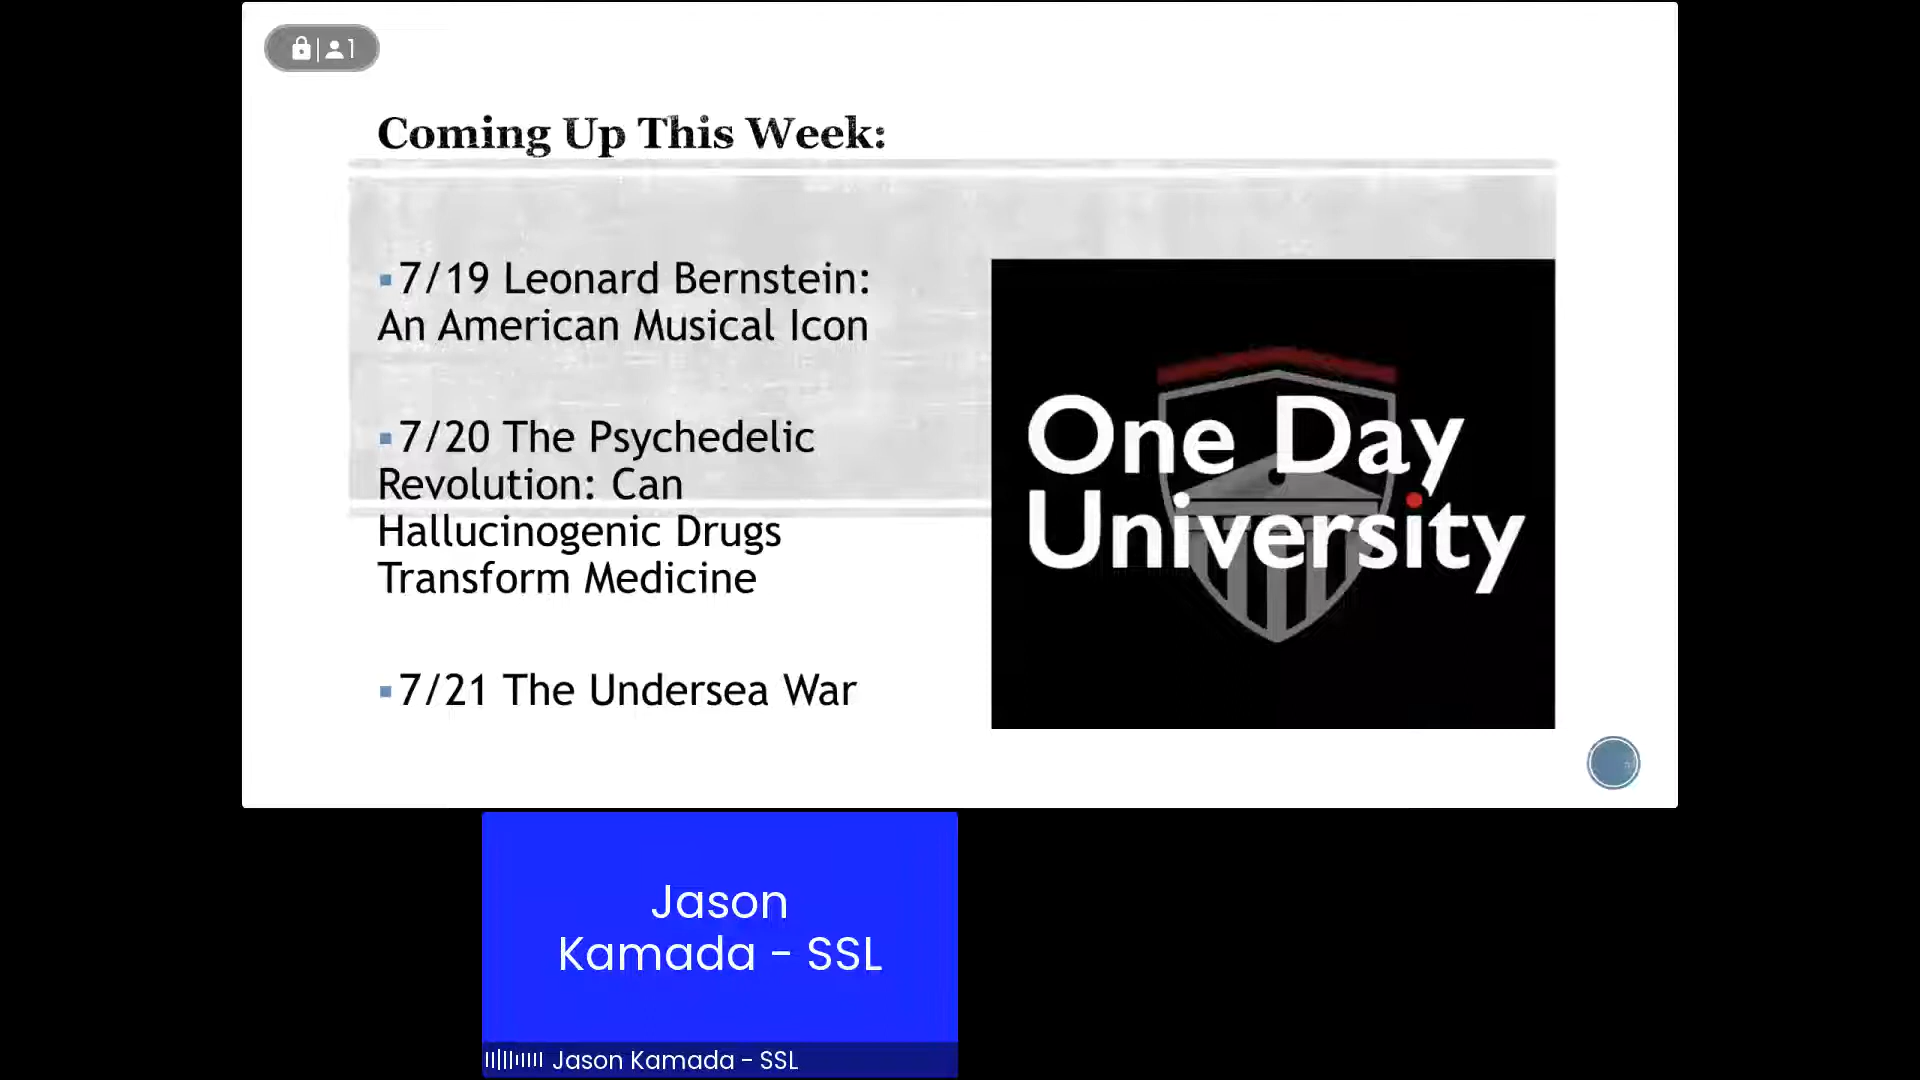 1
Coming Up This Week:
7/19 Leonard Bernstein:
An American Musical Icon
7/20 The Psychedelic
Revolution: Can
Hallucinogenic Drugs
Transform Medicine
7/21 The Undersea War
One Day
University
Jason
Kamada - SSL
Jason Kamada - SSL